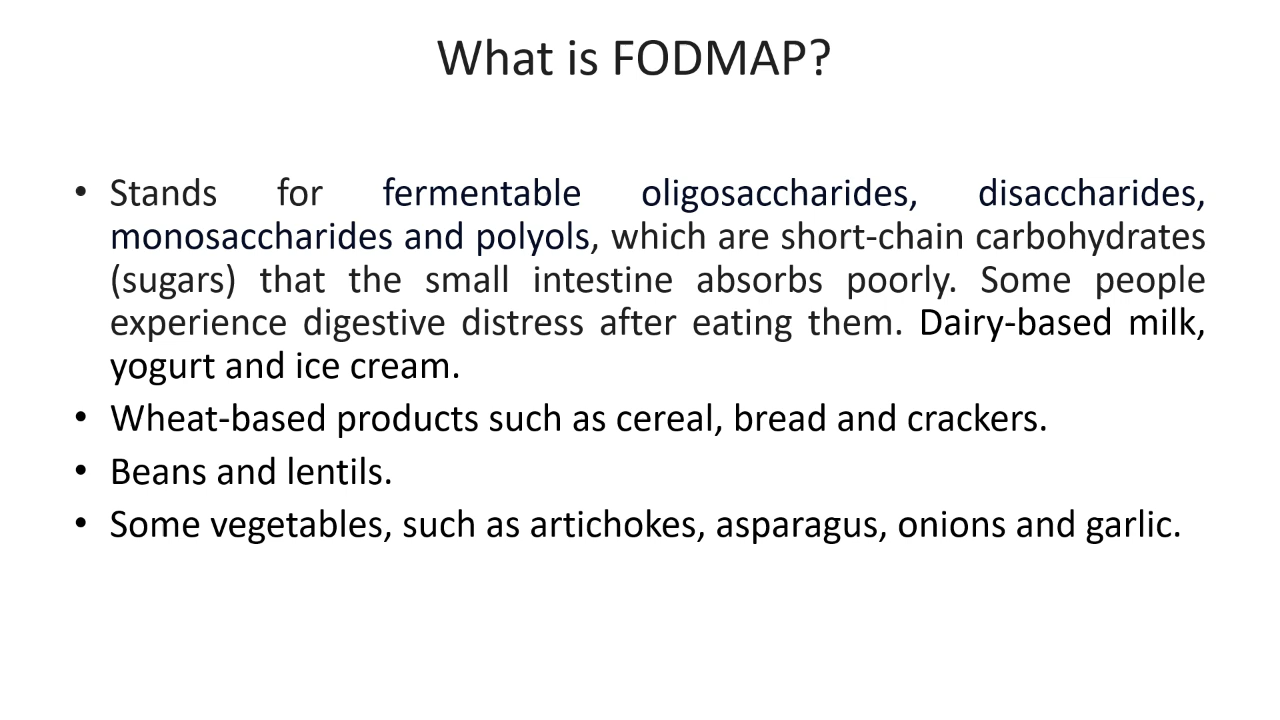 What is FODMAP?
• Stands for fermentable oligosaccharides, disaccharides,
monosaccharides and polyols, which are short-chain carbohydrates
(sugars) that the small intestine absorbs poorly. Some people
experience digestive distress after eating them. Dairy-based milk,
yogurt and ice cream.
• Wheat-based products such as cereal, bread and crackers.
• Beans and lentils.
• Some vegetables, such as artichokes, asparagus, onions and garlic.